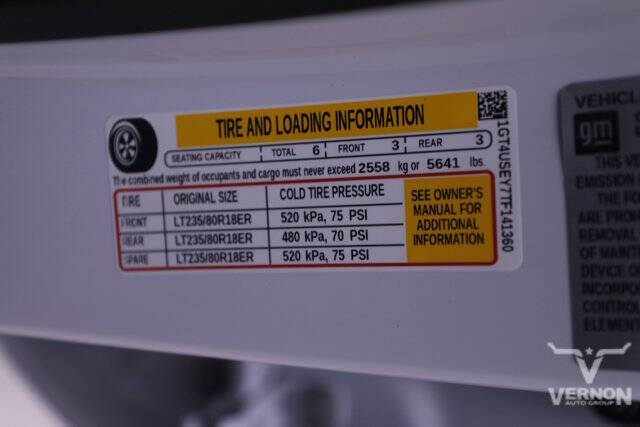 TIRE AND LOADING INFORMATION
SEATING CAPACITY TOTAL 6 FRONT 3 REAR 3
The combined weight of occupants and cargo must never exceed 2558 kg or 5641 lbs.
TIRE ORIGINAL SIZE COLD TIRE PRESSURE
FRONT LT235/80R18ER 520 kPa, 75 PSI
REAR LT235/80R18ER 480 kPa, 70 PSI
SPARE LT235/80R18ER 520 kPa, 75 PSI
SEE OWNER'S
MANUAL FOR
ADDITIONAL
INFORMATION
1GT4USEY7TF141360
VEHICL
gm
THIS VE
EMISSION
THE FO
ARE PRO
REMOVAL
OF MAINT
DEVICE O
INCORPO
CONTROL
ELEMEN
VERNON
AUTO GROUP